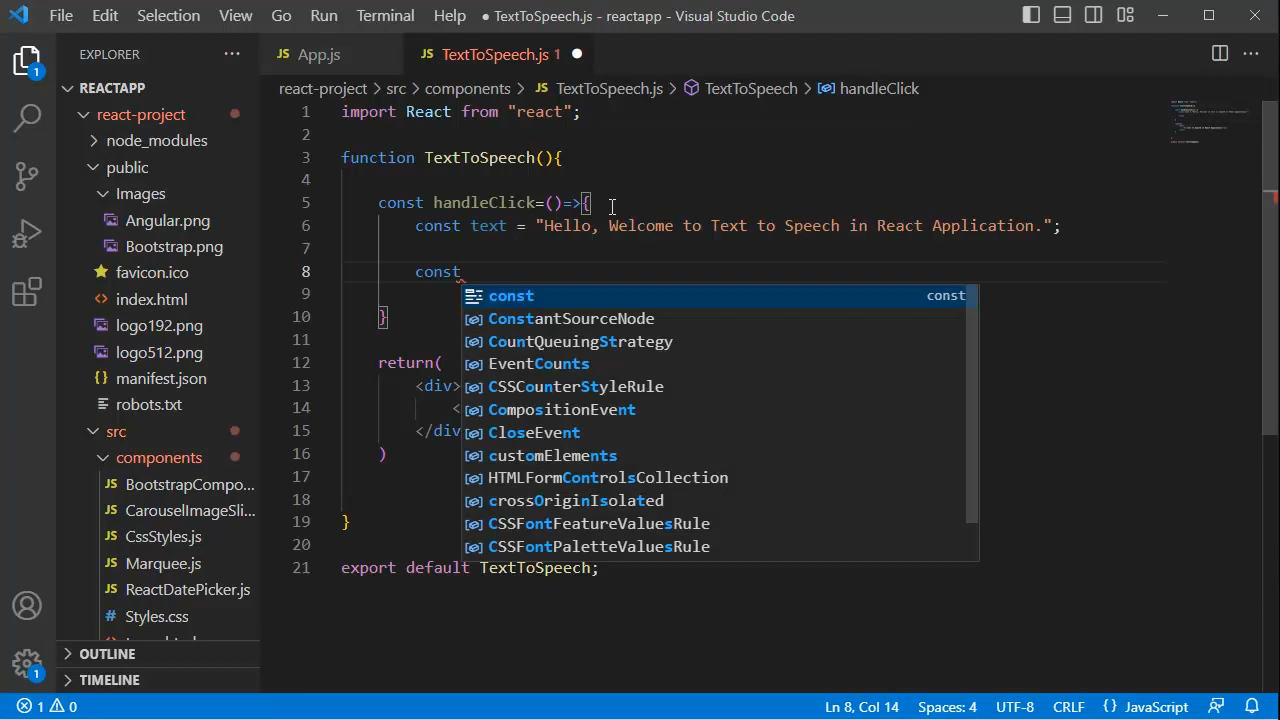 File Edit Selection View Go Run Terminal Help ● TextToSpeech.js - reactapp - Visual Studio Code
EXPLORER ···
JS App.js JS TextToSpeech.js 1 ●
react-project > src > components > JS TextToSpeech.js > TextToSpeech > handleClick
REACTAPP
react-project
node_modules
public
Images
Angular.png
Bootstrap.png
favicon.ico
<> index.html
logo192.png
logo512.png
{} manifest.json
robots.txt
src
components
JS BootstrapCompo...
JS CarouselImageSli...
JS CssStyles.js
JS Marquee.js
JS ReactDatePicker.js
# Styles.css
OUTLINE
TIMELINE
1
1
1 import React from "react";
2
3 function TextToSpeech(){
4
5 const handleClick=()=>{
6 const text = "Hello, Welcome to Text to Speech in React Application.";
7
8 const
9
10 }
11
12 return(
13 <div>
14 <
15 </div
16 )
17
18
19 }
20
21 export default TextToSpeech;
const const
ConstantSourceNode
CountQueuingStrategy
EventCounts
CSSCounterStyleRule
CompositionEvent
CloseEvent
customElements
HTMLFormControlsCollection
crossOriginIsolated
CSSFontFeatureValuesRule
CSSFontPaletteValuesRule
1 0 Ln 8, Col 14 Spaces: 4 UTF-8 CRLF {} JavaScript